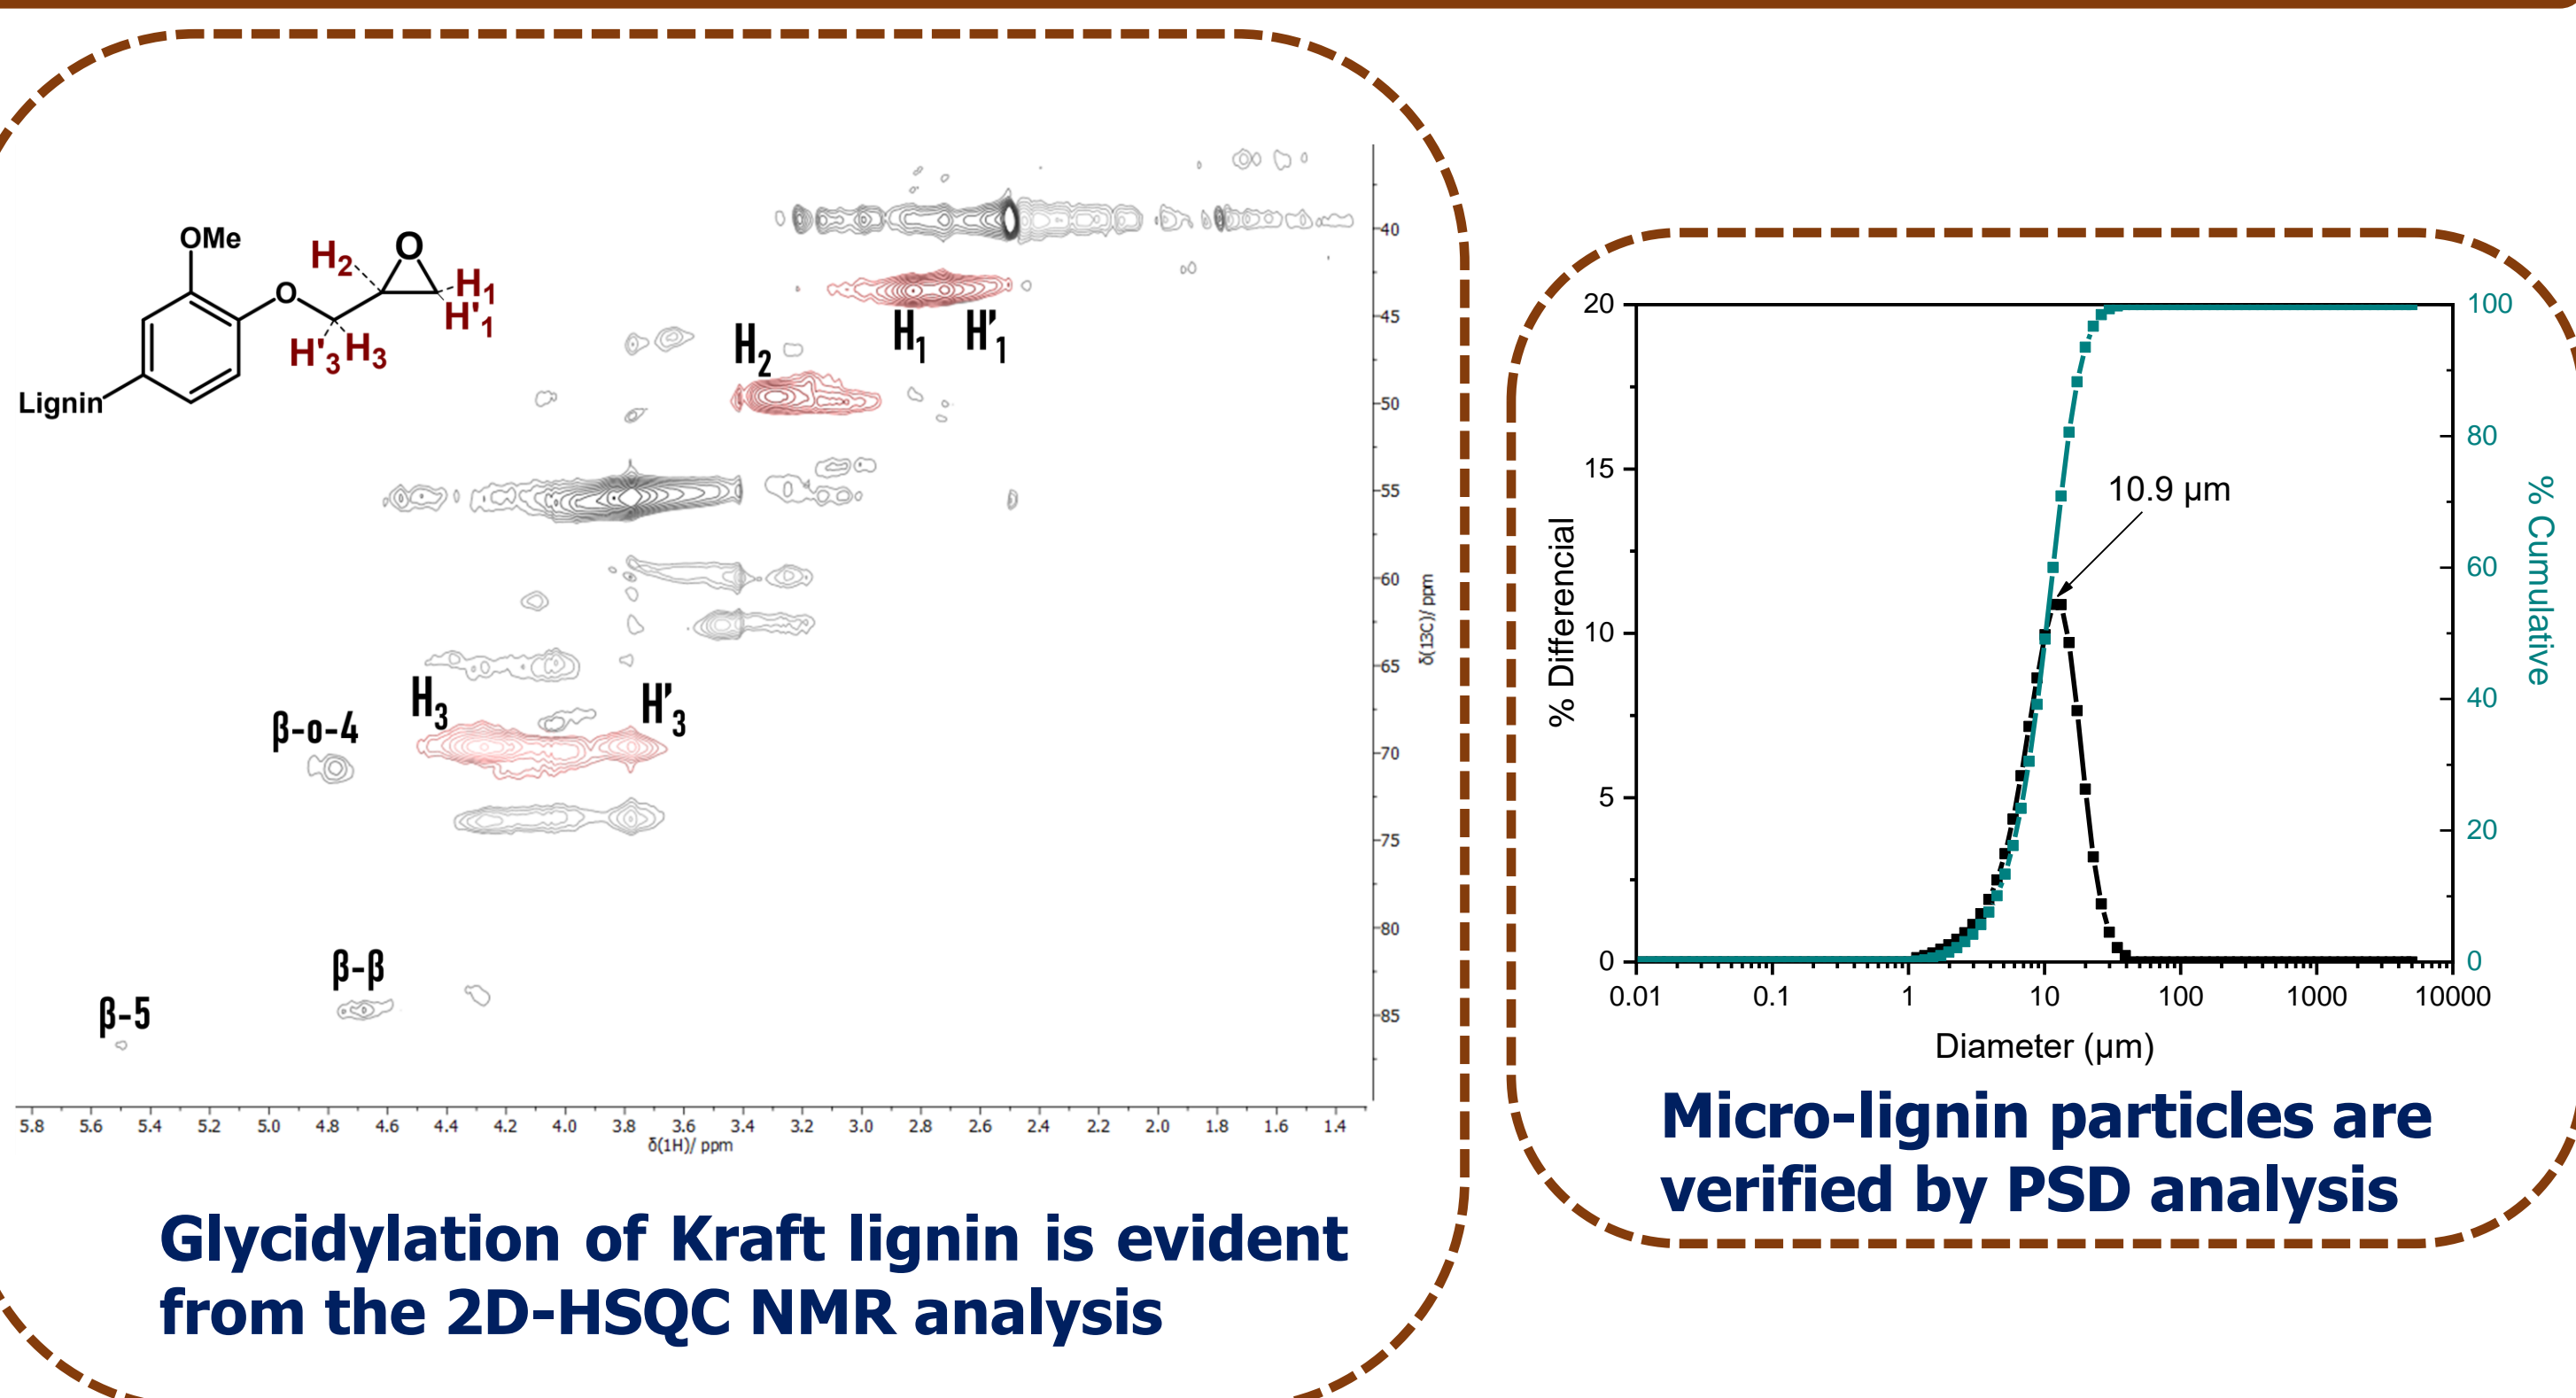 OMe
O
O
H2
H1
H'1
H'3 H3
Lignin
H1 H'1
H2
H3
H'3
β-o-4
β-β
β-5
40
45
50
55
60
65
70
75
80
85
δ(13C)/ ppm
5.8 5.6 5.4 5.2 5.0 4.8 4.6 4.4 4.2 4.0 3.8 3.6 3.4 3.2 3.0 2.8 2.6 2.4 2.2 2.0 1.8 1.6 1.4
δ(1H)/ ppm
Glycidylation of Kraft lignin is evident
from the 2D-HSQC NMR analysis
20
15
10
5
0
% Differencial
10.9 µm
100
80
60
40
20
0
% Cumulative
0.01 0.1 1 10 100 1000 10000
Diameter (µm)
Micro-lignin particles are
verified by PSD analysis